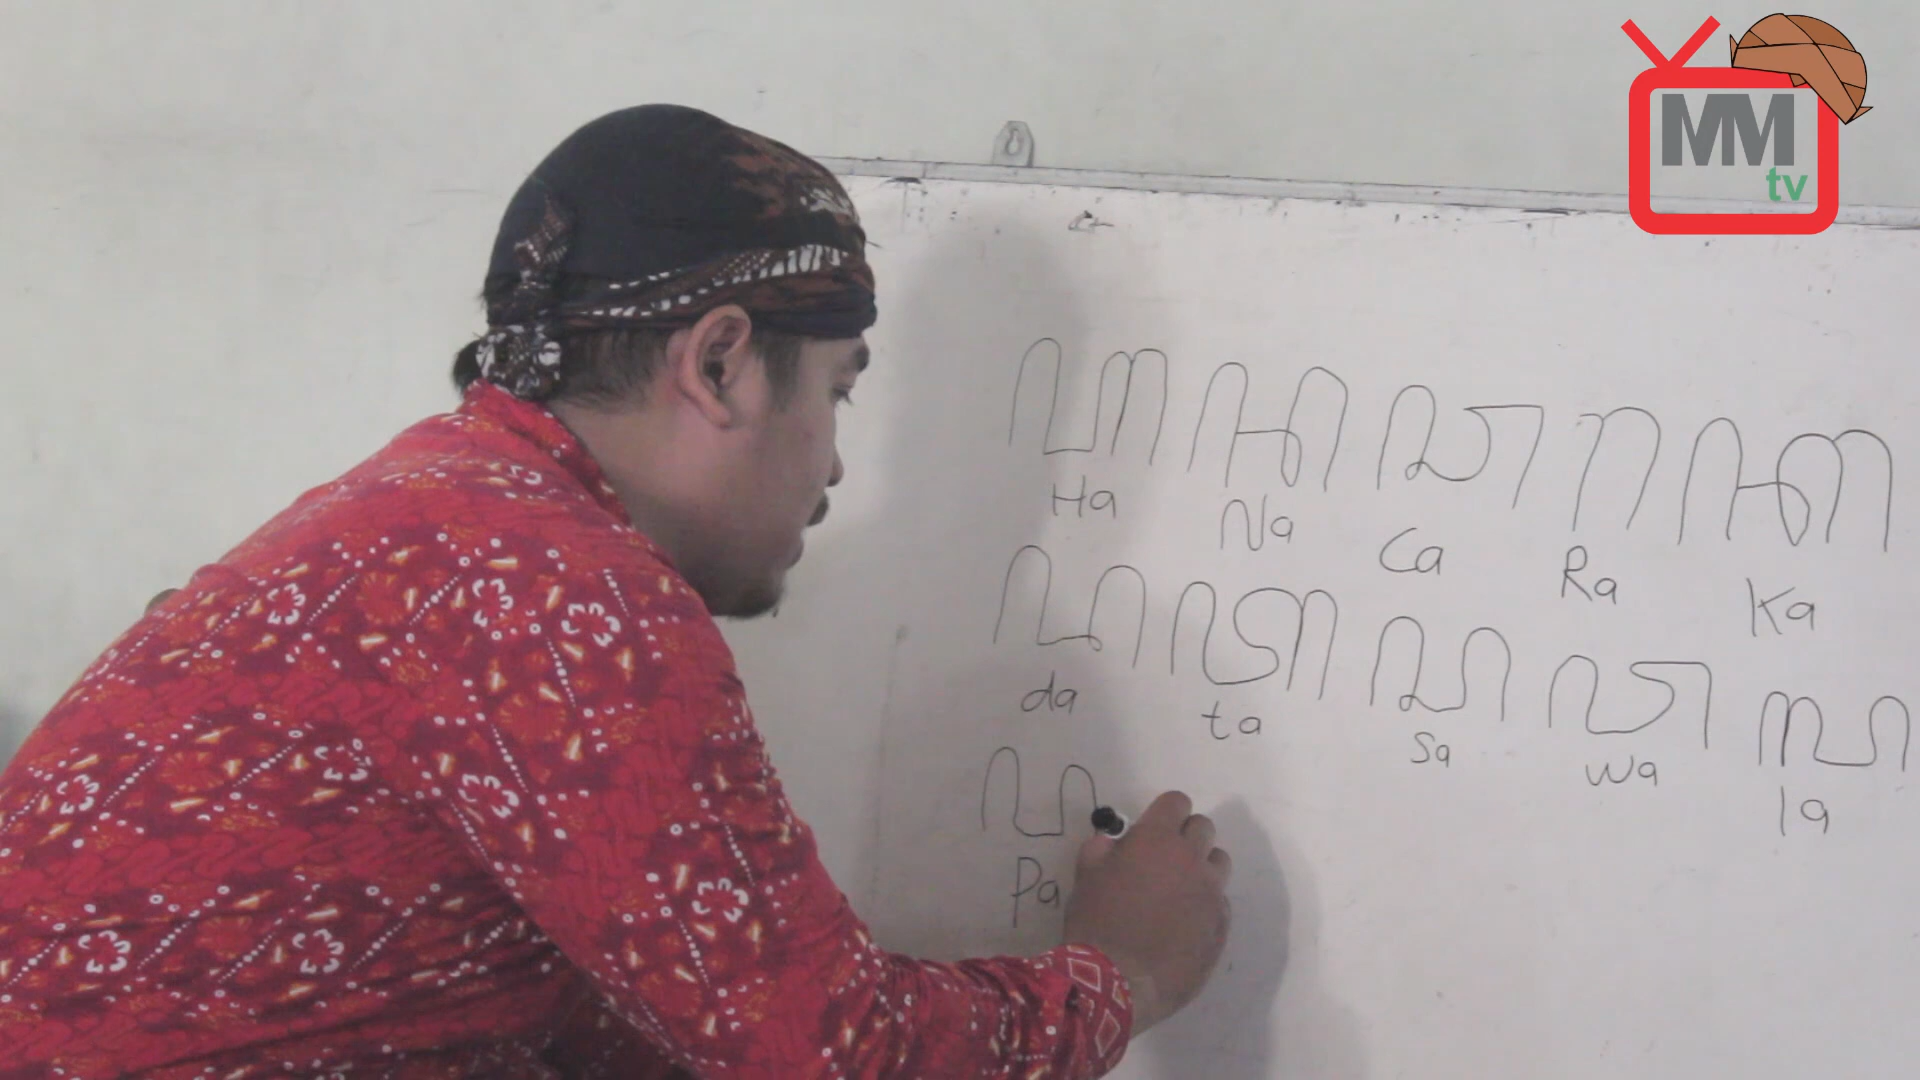 MM
tv
ꦲ ꦤ ꦕ ꦫ ꦏ
Ha Na Ca Ra Ka
ꦢ ꦠ ꦱ ꦮ ꦭ
da ta Sa wa la
ꦥ
Pa